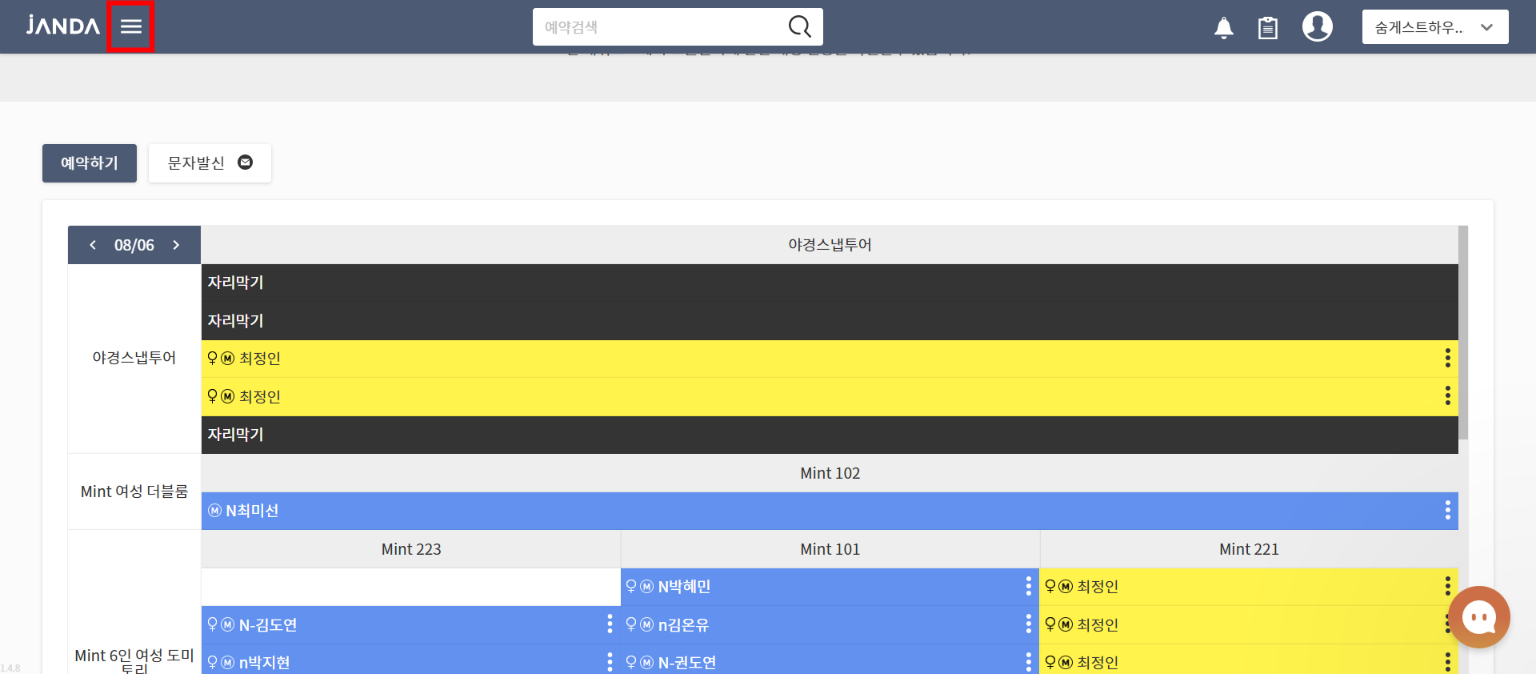 JANDA
예약검색
숨게스트하우..
예약하기
문자발신
08/06
야경스냅투어
야경스냅투어
자리막기
자리막기
M 최정인
M 최정인
자리막기
Mint 여성 더블룸
Mint 102
M N최미선
Mint 223 Mint 101 Mint 221
M N박혜민 M 최정인
M N-김도연 M n김온유 M 최정인
Mint 6인 여성 도미
토리
M n박지현 M N-권도연 M 최정인
1.4.8